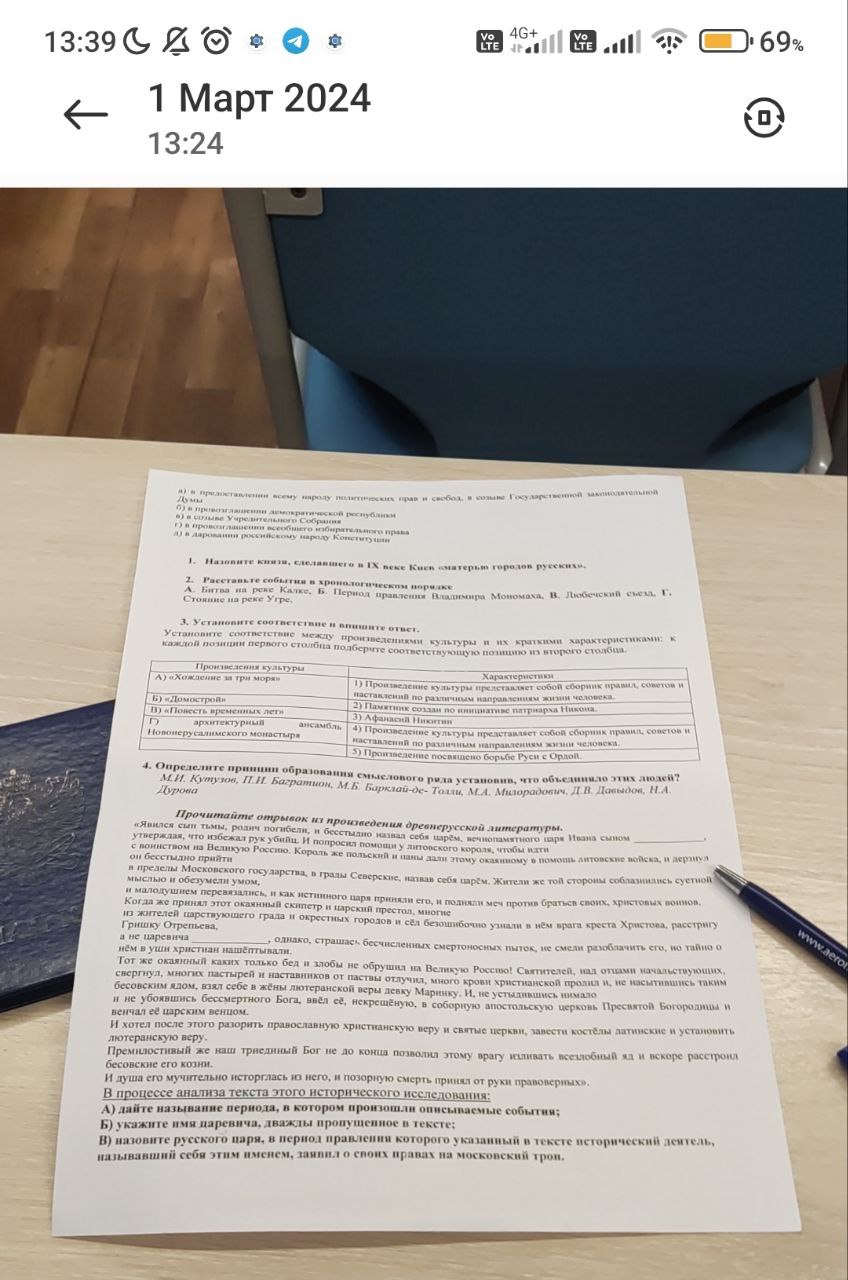 13:39
Vo LTE 4G+ Vo LTE 69%
1 Март 2024
13:24
а) в предоставлении всему народу политических прав и свобод, в созыве Государственной законодательной
Думы
б) в провозглашении демократической республики
в) в созыве Учредительного Собрания
г) в провозглашении всеобщего избирательного права
д) в даровании российскому народу Конституции
1. Назовите князя, сделавшего в IX веке Киев «матерью городов русских».
2. Расставьте события в хронологическом порядке
А. Битва на реке Калке, Б. Период правления Владимира Мономаха, В. Любечский съезд, Г.
Стояние на реке Угре.
3. Установите соответствие и впишите ответ.
Установите соответствие между произведениями культуры и их краткими характеристиками: к
каждой позиции первого столбца подберите соответствующую позицию из второго столбца.
Произведения культуры Характеристики
А) «Хождение за три моря» 1) Произведение культуры представляет собой сборник правил, советов и
наставлений по различным направлениям жизни человека.
Б) «Домострой» 2) Памятник создан по инициативе патриарха Никона.
В) «Повесть временных лет» 3) Афанасий Никитин
Г) архитектурный ансамбль 4) Произведение культуры представляет собой сборник правил, советов и
Новоиерусалимского монастыря наставлений по различным направлениям жизни человека.
5) Произведение посвящено борьбе Руси с Ордой.
4. Определите принцип образования смыслового ряда установив, что объединяло этих людей?
М.И. Кутузов, П.И. Багратион, М.Б. Барклай-де- Толли, М.А. Милорадович, Д.В. Давыдов, Н.А.
Дурова
Прочитайте отрывок из произведения древнерусской литературы.
«Явился сын тьмы, родич погибели, и бесстыдно назвал себя царём, вечнопамятного царя Ивана сыном ___________,
утверждая, что избежал рук убийц. И попросил помощи у литовского короля, чтобы идти
с воинством на Великую Россию. Король же польский и паны дали этому окаянному в помощь литовские войска, и дерзнул
он бесстыдно прийти
в пределы Московского государства, в грады Северские, назвав себя царём. Жители же той стороны соблазнились суетной
мыслью и обезумели умом,
и малодушием перевязались, и как истинного царя приняли его, и подняли меч против братьев своих, христовых воинов.
Когда же принял этот окаянный скипетр и царский престол, многие
из жителей царствующего града и окрестных городов и сёл безошибочно узнали в нём врага креста Христова, расстригу
Гришку Отрепьева,
а не царевича ____________, однако, страшась бесчисленных смертоносных пыток, не смели разоблачить его, но тайно о
нём в уши христиан нашёптывали.
Тот же окаянный каких только бед и злобы не обрушил на Великую Россию! Святителей, над отцами начальствующих,
свергнул, многих пастырей и наставников от паствы отлучил, много крови христианской пролил и, не насытившись таким
бесовским ядом, взял себе в жёны лютеранской веры девку Маринку. И, не устыдившись нимало
и не убоявшись бессмертного Бога, ввёл её, некрещёную, в соборную апостольскую церковь Пресвятой Богородицы и
венчал её царским венцом.
И хотел после этого разорить православную христианскую веру и святые церкви, завести костёлы латинские и установить
лютеранскую веру.
Премилостивый же наш триединый Бог не до конца позволил этому врагу изливать всезлобный яд и вскоре расстроил
бесовские его козни.
И душа его мучительно исторглась из него, и позорную смерть принял от руки правоверных».
В процессе анализа текста этого исторического исследования:
А) дайте называние периода, в котором произошли описываемые события;
Б) укажите имя царевича, дважды пропущенное в тексте;
В) назовите русского царя, в период правления которого указанный в тексте исторический деятель,
называвший себя этим именем, заявил о своих правах на московский трон.